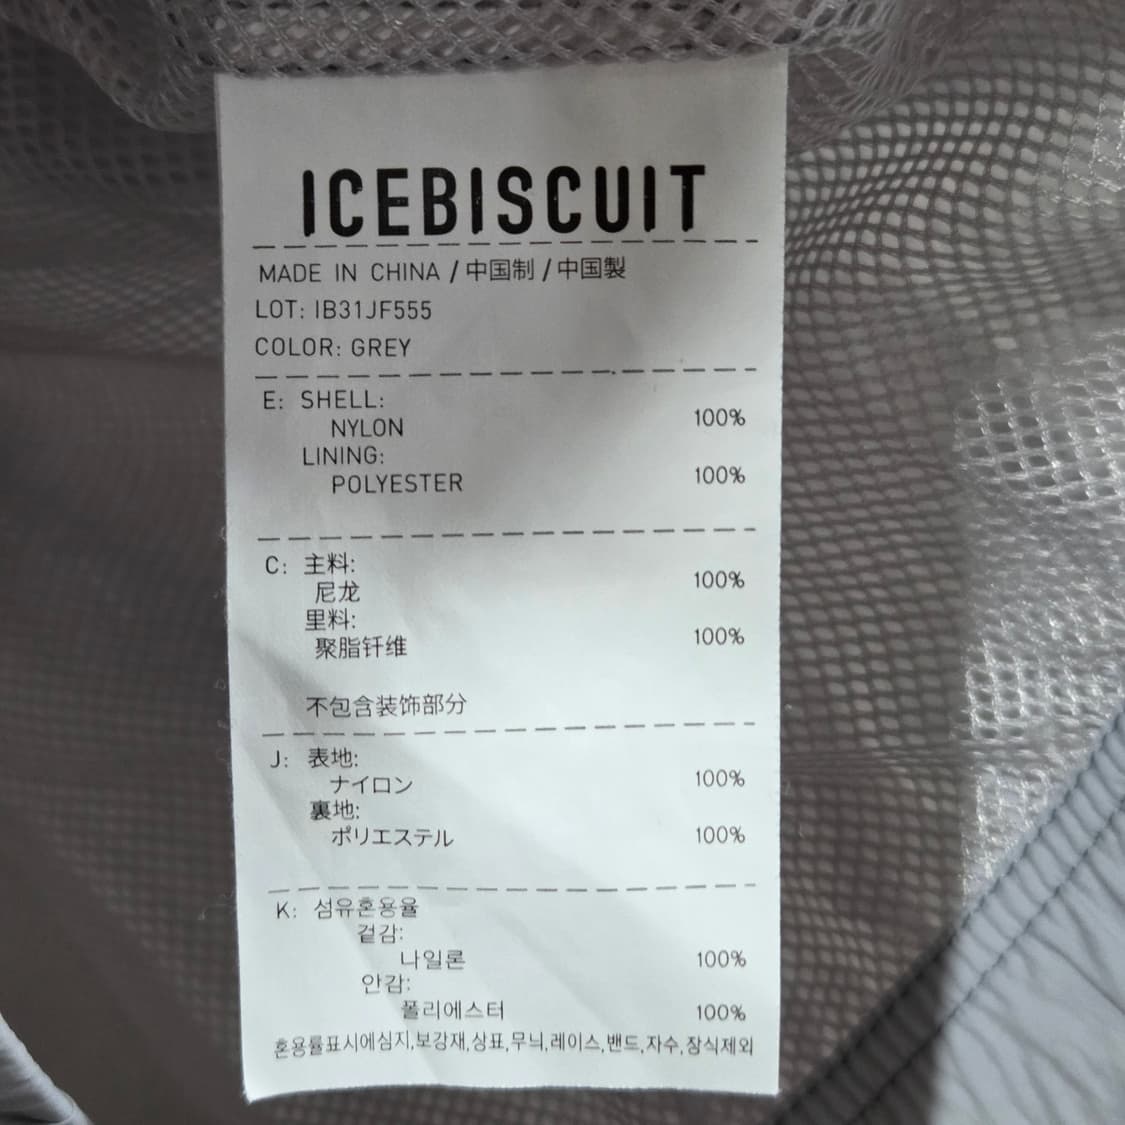 ICEBISCUIT
MADE IN CHINA / 中国制 / 中国製
LOT: IB31JF555
COLOR: GREY
E: SHELL:
NYLON 100%
LINING:
POLYESTER 100%
C: 主料:
尼龙 100%
里料:
聚脂钎维 100%
不包含装饰部分
J: 表地:
ナイロン 100%
裏地:
ポリエステル 100%
K: 섬유혼용율
겉감:
나일론 100%
안감:
폴리에스터 100%
혼용률표시에심지,보강재,상표,무늬,레이스,밴드,자수,장식제외